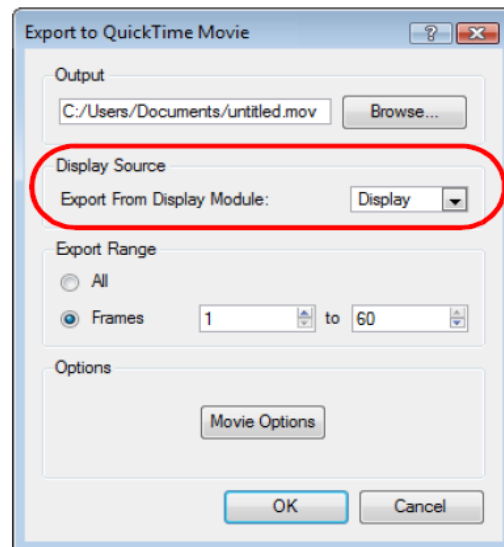 Export to QuickTime Movie
Output
C:/Users/Documents/untitled.mov Browse...
Display Source
Export From Display Module: Display
Export Range
All
Frames 1 to 60
Options
Movie Options
OK Cancel